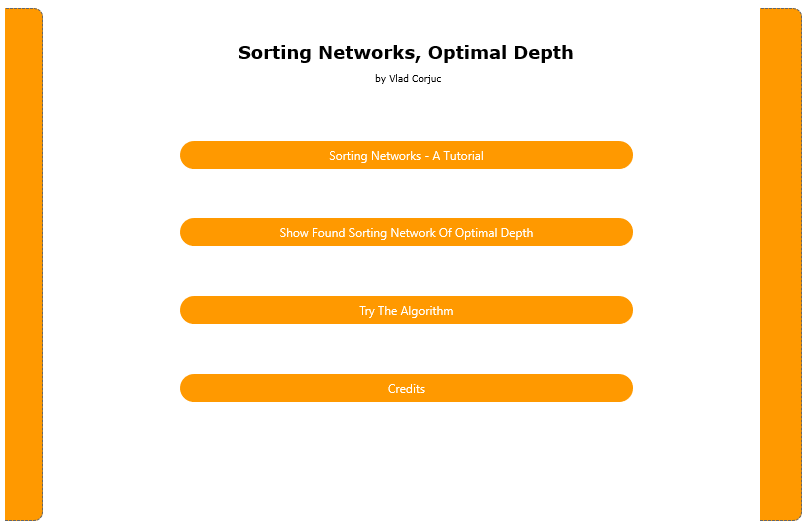 Sorting Networks, Optimal Depth
by Vlad Corjuc
Sorting Networks - A Tutorial
Show Found Sorting Network Of Optimal Depth
Try The Algorithm
Credits